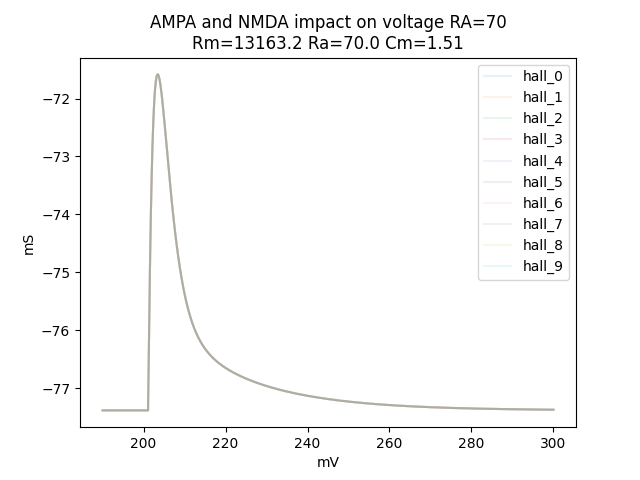 AMPA and NMDA impact on voltage RA=70
Rm=13163.2 Ra=70.0 Cm=1.51
hall_0
hall_1
hall_2
hall_3
hall_4
hall_5
hall_6
hall_7
hall_8
hall_9
mS
−72
−73
−74
−75
−76
−77
200
220
240
260
280
300
mV